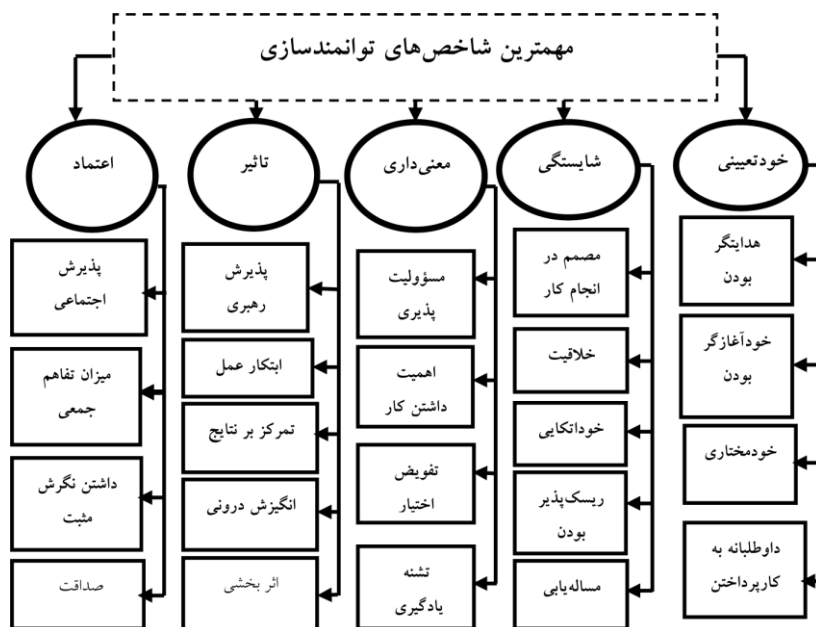 مهمترین شاخص‌های توانمندسازی
خودتعیینی
هدایتگر
بودن
خودآغازگر
بودن
خودمختاری
داوطلبانه به
کارپرداختن
شایستگی
مصمم در
انجام کار
خلاقیت
خوداتکایی
ریسک‌پذیر
بودن
مساله‌یابی
معنی‌داری
مسؤولیت
پذیری
اهمیت
داشتن کار
تفویض
اختیار
تشنه
یادگیری
تاثیر
پذیرش
رهبری
ابتکار عمل
تمرکز بر نتایج
انگیزش درونی
اثر بخشی
اعتماد
پذیرش
اجتماعی
میزان تفاهم
جمعی
داشتن نگرش
مثبت
صداقت